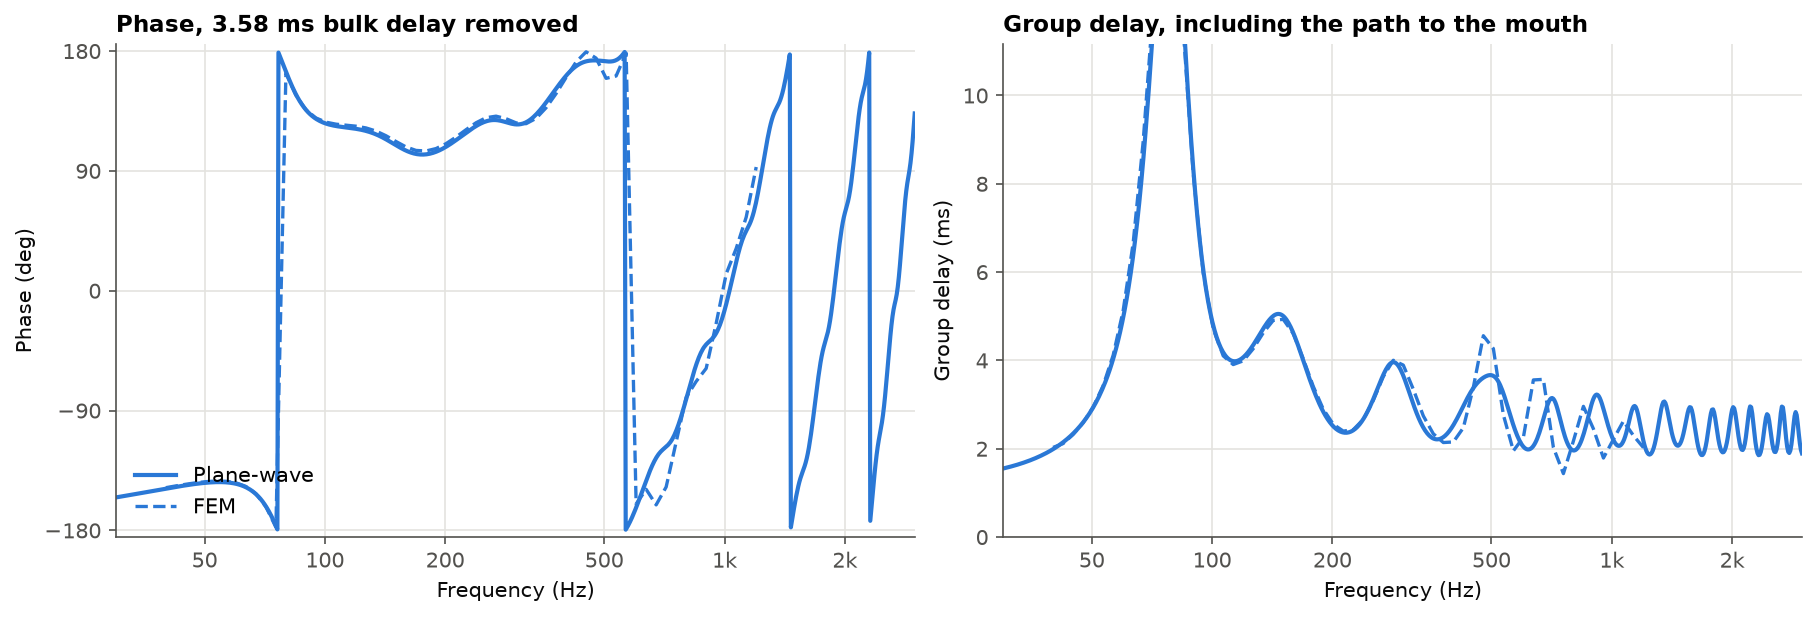 Phase, 3.58 ms bulk delay removed
Phase (deg)
180
90
0
−90
−180
Plane-wave
FEM
50
100
200
500
1k
2k
Frequency (Hz)
Group delay, including the path to the mouth
Group delay (ms)
10
8
6
4
2
0
50
100
200
500
1k
2k
Frequency (Hz)